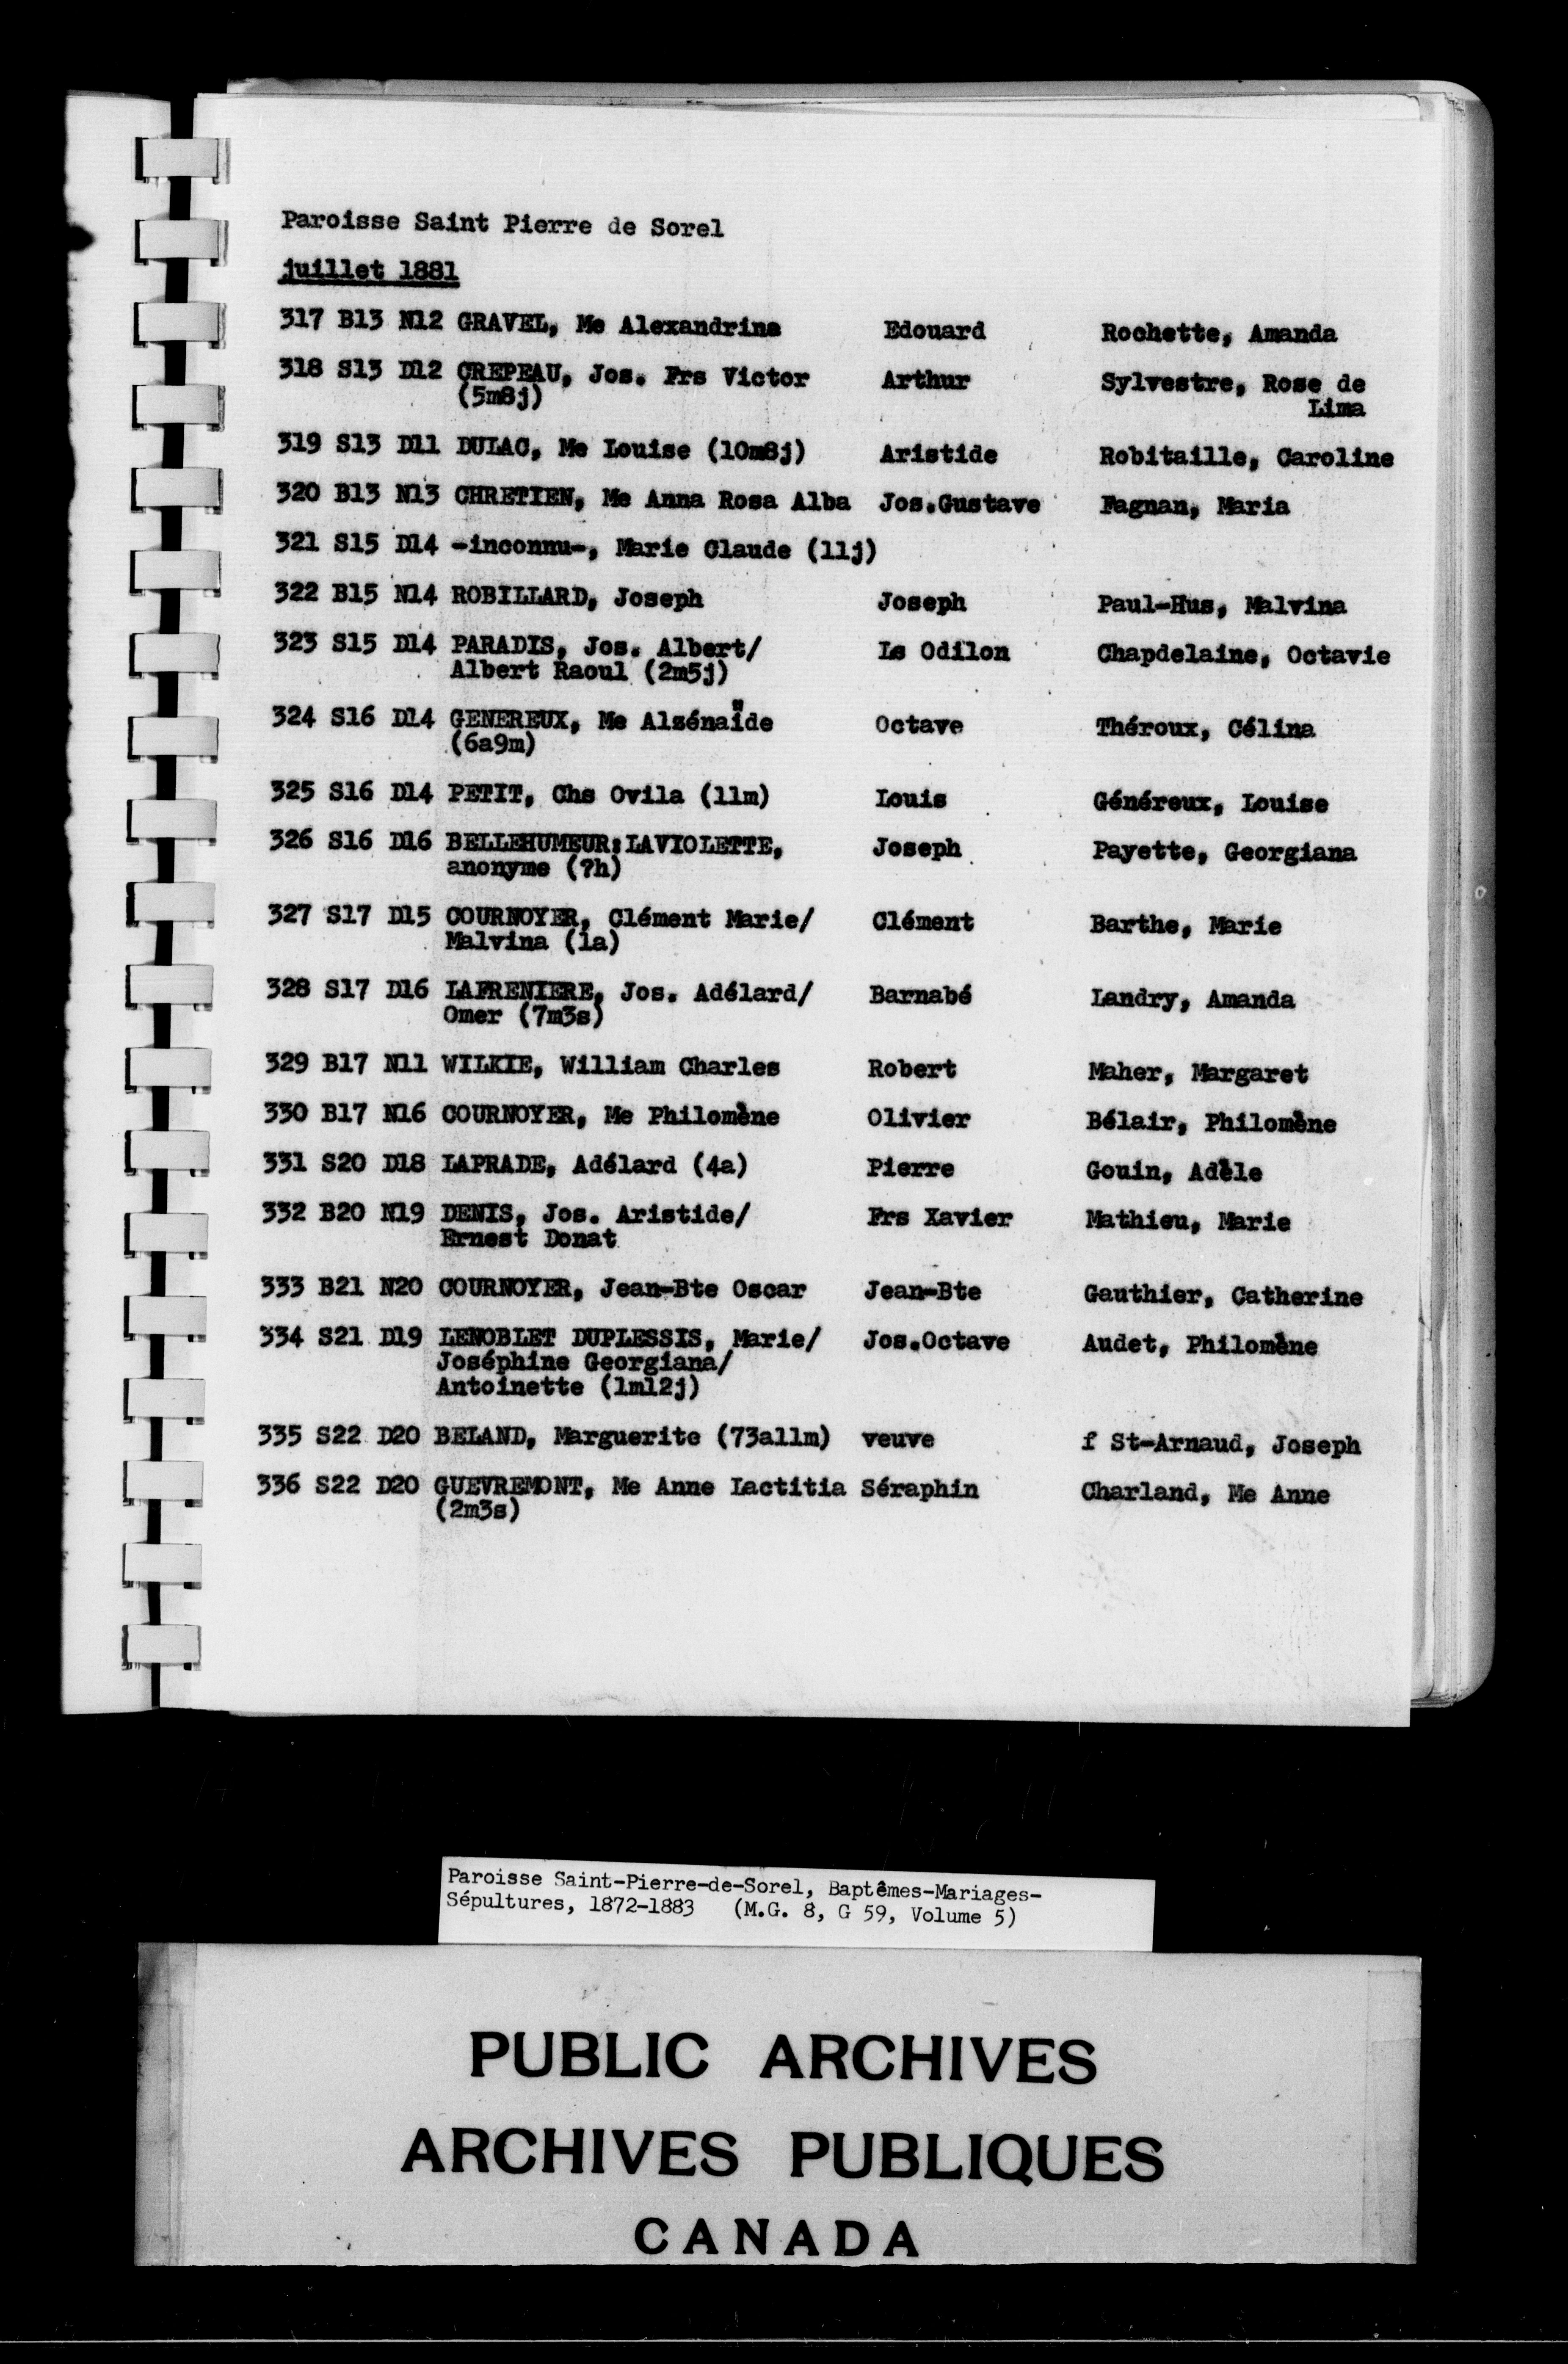 Paroisse Saint Pierre de Sorel
juillet 1881
317 B13 N12 GRAVEL, Me Alexandrine Edouard Rochette, Amanda
318 S13 D12 CREPEAU, Jos. Frs Victor Arthur Sylvestre, Rose de
(5m8j) Lima
319 S13 D11 DULAC, Me Louise (10m8j) Aristide Robitaille, Caroline
320 B13 N13 CHRETIEN, Me Anna Rosa Alba Jos.Gustave Fagnan, Maria
321 S15 D14 -inconnu-, Marie Claude (11j)
322 B15 N14 ROBILLARD, Joseph Joseph Paul-Hus, Malvina
323 S15 D14 PARADIS, Jos. Albert/ Ls Odilon Chapdelaine, Octavie
Albert Raoul (2m5j)
324 S16 D14 GENEREUX, Me Alzénaïde Octave Théroux, Célina
(6a9m)
325 S16 D14 PETIT, Chs Ovila (11m) Louis Généreux, Louise
326 S16 D16 BELLEHUMEUR:LAVIOLETTE, Joseph Payette, Georgiana
anonyme (?h)
327 S17 D15 COURNOYER, Clément Marie/ Clément Barthe, Marie
Malvina (1a)
328 S17 D16 LAFRENIERE, Jos. Adélard/ Barnabé Landry, Amanda
Omer (7m3s)
329 B17 N11 WILKIE, William Charles Robert Maher, Margaret
330 B17 N16 COURNOYER, Me Philomène Olivier Bélair, Philomène
331 S20 D18 LAPRADE, Adélard (4a) Pierre Gouin, Adèle
332 B20 N19 DENIS, Jos. Aristide/ Frs Xavier Mathieu, Marie
Ernest Donat
333 B21 N20 COURNOYER, Jean-Bte Oscar Jean-Bte Gauthier, Catherine
334 S21 D19 LENOBLET DUPLESSIS, Marie/ Jos.Octave Audet, Philomène
Joséphine Georgiana/
Antoinette (1m12j)
335 S22 D20 BELAND, Marguerite (73a11m) veuve f St-Arnaud, Joseph
336 S22 D20 GUEVREMONT, Me Anne Lactitia Séraphin Charland, Me Anne
(2m3s)
Paroisse Saint-Pierre-de-Sorel, Baptêmes-Mariages-
Sépultures, 1872-1883 (M.G. 8, G 59, Volume 5)
PUBLIC ARCHIVES
ARCHIVES PUBLIQUES
CANADA